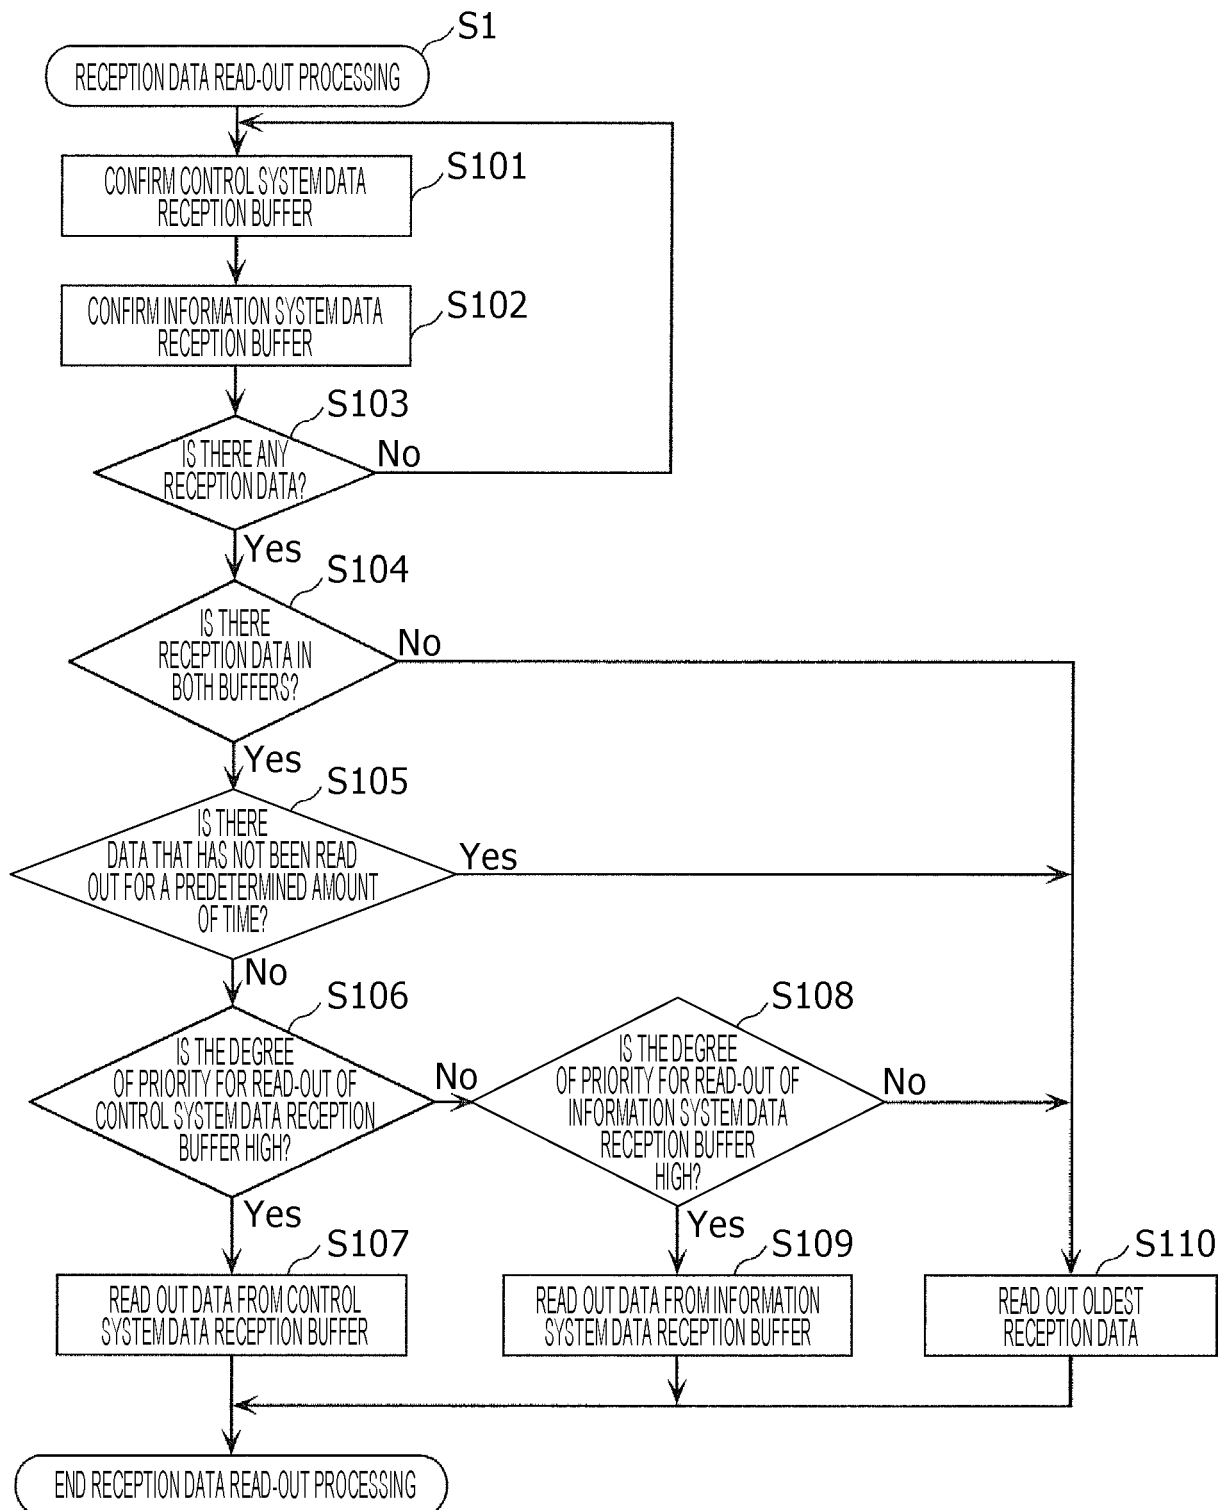 S1
RECEPTION DATA READ-OUT PROCESSING
S101
CONFIRM CONTROL SYSTEM DATA
RECEPTION BUFFER
S102
CONFIRM INFORMATION SYSTEM DATA
RECEPTION BUFFER
S103
IS THERE ANY
RECEPTION DATA?
No
Yes
S104
IS THERE
RECEPTION DATA IN
BOTH BUFFERS?
No
Yes
S105
IS THERE
DATA THAT HAS NOT BEEN READ
OUT FOR A PREDETERMINED AMOUNT
OF TIME?
Yes
No
S106
IS THE DEGREE
OF PRIORITY FOR READ-OUT OF
CONTROL SYSTEM DATA RECEPTION
BUFFER HIGH?
No
Yes
S108
IS THE DEGREE
OF PRIORITY FOR READ-OUT OF
INFORMATION SYSTEM DATA
RECEPTION BUFFER
HIGH?
No
Yes
S107
READ OUT DATA FROM CONTROL
SYSTEM DATA RECEPTION BUFFER
S109
READ OUT DATA FROM INFORMATION
SYSTEM DATA RECEPTION BUFFER
S110
READ OUT OLDEST
RECEPTION DATA
END RECEPTION DATA READ-OUT PROCESSING